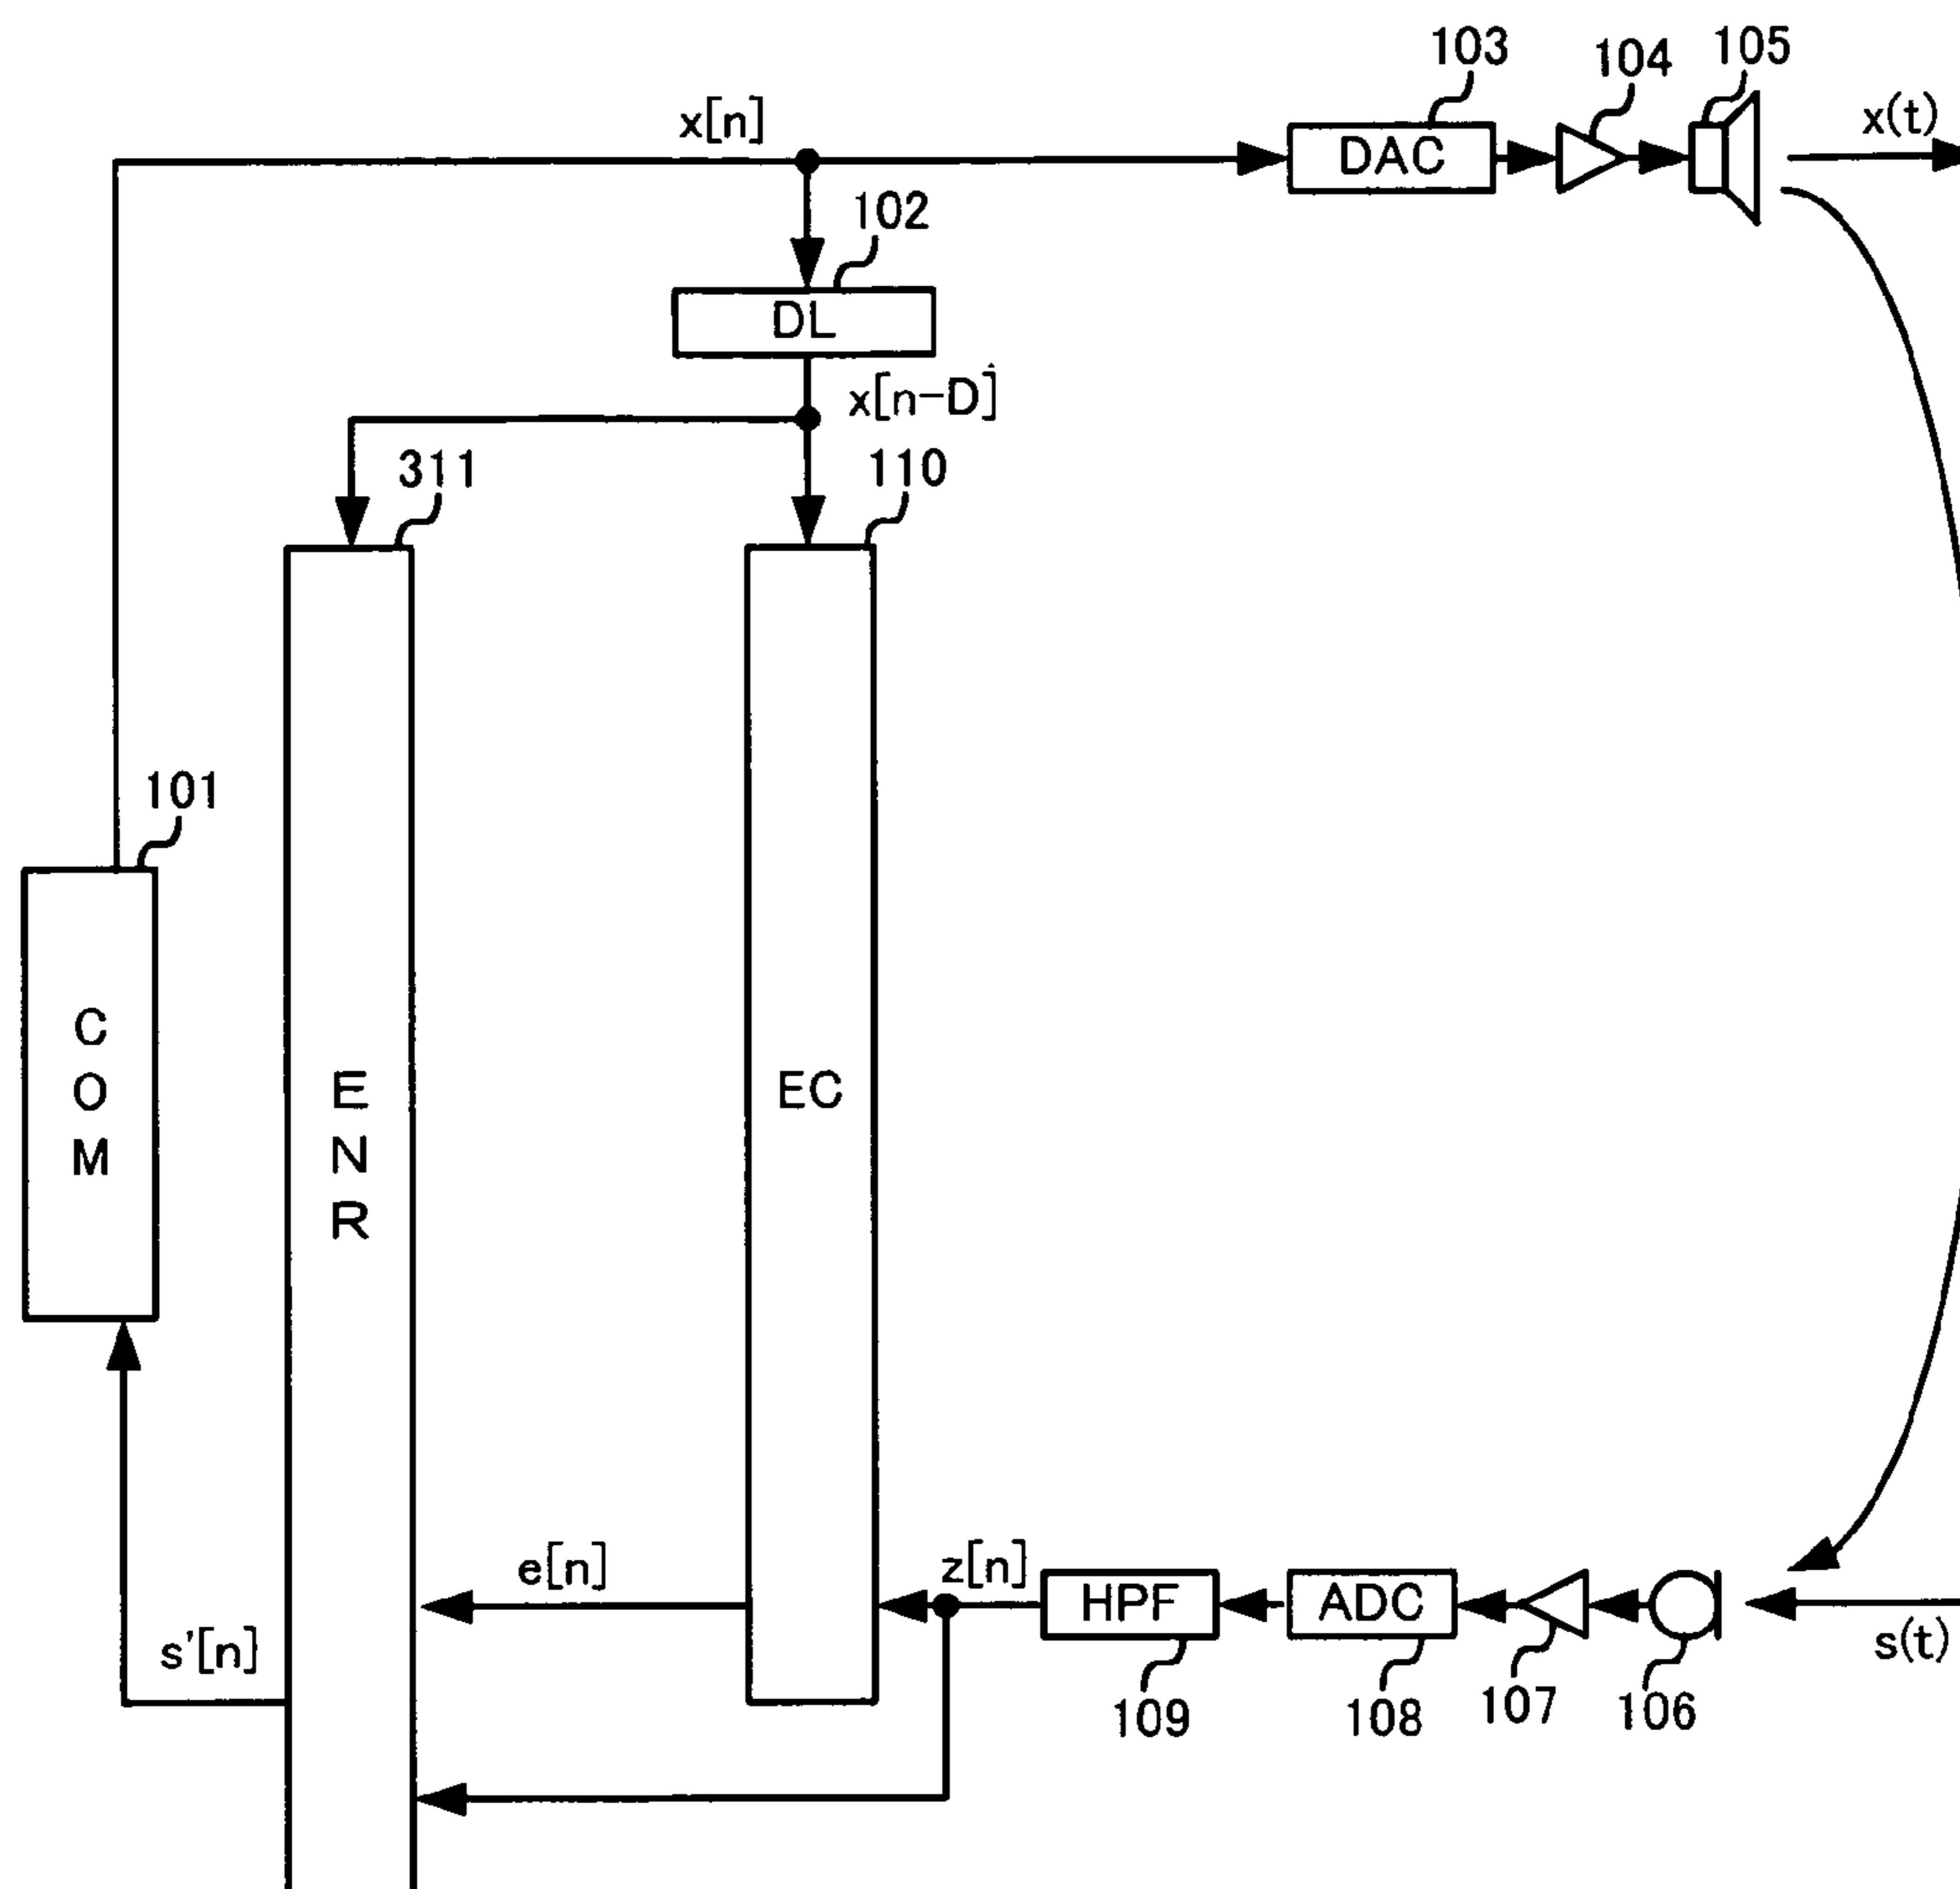 103
104
105
x[n]
x(t)
DAC
102
DL
x[n-D]
311
110
101
C
O
M
E
N
R
EC
e[n]
z[n]
HPF
ADC
s'[n]
s(t)
109
108
107
106